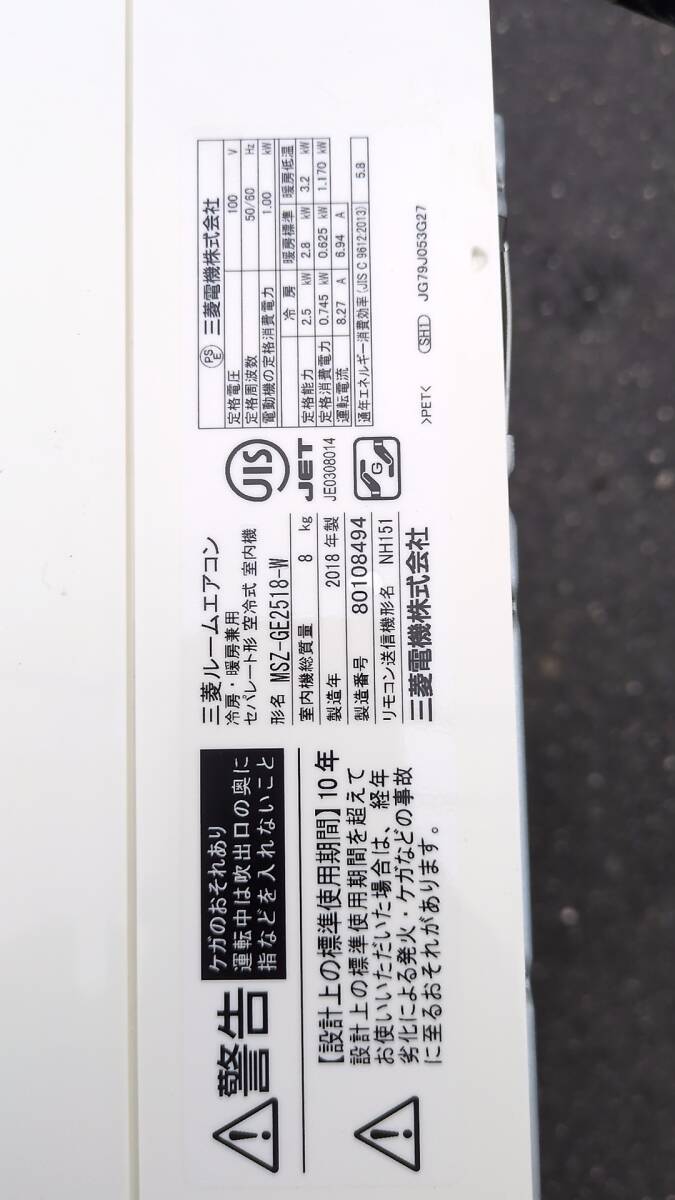 警告
ケガのおそれあり
運転中は吹出口の奥に
指などを入れないこと
【設計上の標準使用期間】10年
設計上の標準使用期間を超えて
お使いいただいた場合は、経年
劣化による発火・ケガなどの事故
に至るおそれがあります。
三菱ルームエアコン
冷房・暖房兼用
セパレート形 空冷式 室内機
形名 MSZ-GE2518-W
室内機総質量 8 kg
製造年 2018 年製
製造番号 80108494
リモコン送信機形名 NH151
三菱電機株式会社
JIS
JET
JE0308014
G
PS
E
三菱電機株式会社
定格電圧 100 V
定格周波数 50/60 Hz
電動機の定格消費電力 1.00 kW
冷 房 暖房標準 暖房低温
定格能力 2.5 kW 2.8 kW 3.2 kW
定格消費電力 0.745 kW 0.625 kW 1.170 kW
運転電流 8.27 A 6.94 A
通年エネルギー消費効率(JIS C 9612:2013) 5.8
>PET< SH1 JG79J053G27